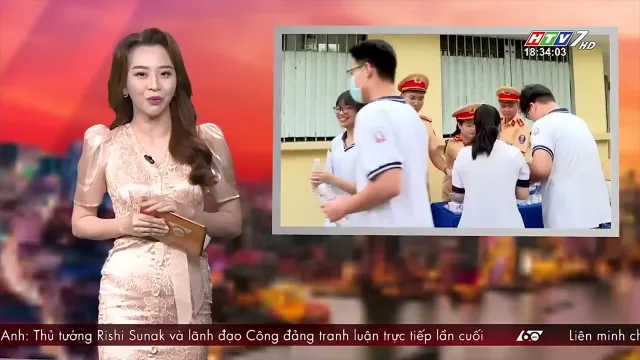 HTV7 HD
18:34:03
Anh: Thủ tướng Rishi Sunak và lãnh đạo Công đảng tranh luận trực tiếp lần cuối
Liên minh c